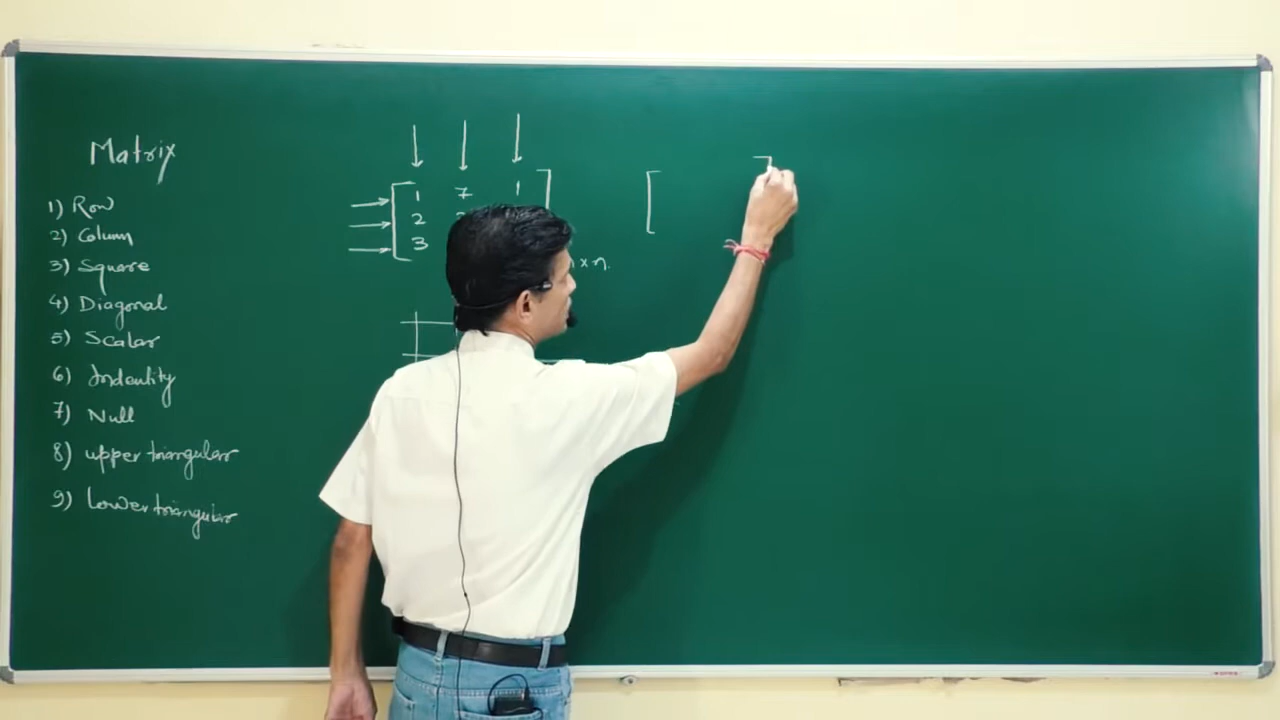 Matrix
1) Row
2) Column
3) Square
4) Diagonal
5) Scalar
6) Indentity
7) Null
8) upper triangular
9) Lower triangular
1 7 1
2
3
× n.